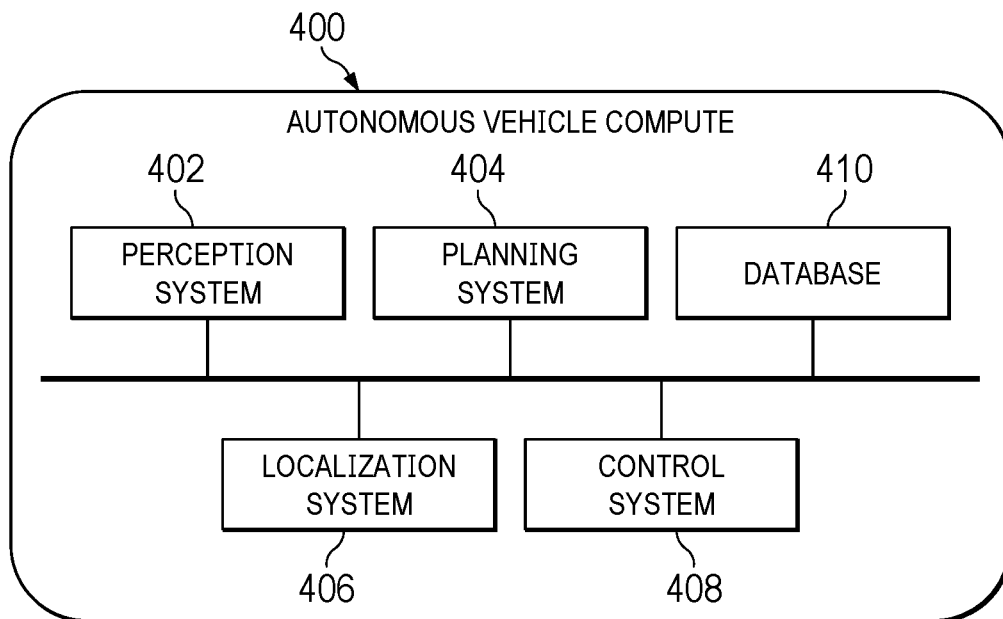 400
AUTONOMOUS VEHICLE COMPUTE
402
404
410
PERCEPTION
SYSTEM
PLANNING
SYSTEM
DATABASE
LOCALIZATION
SYSTEM
CONTROL
SYSTEM
406
408